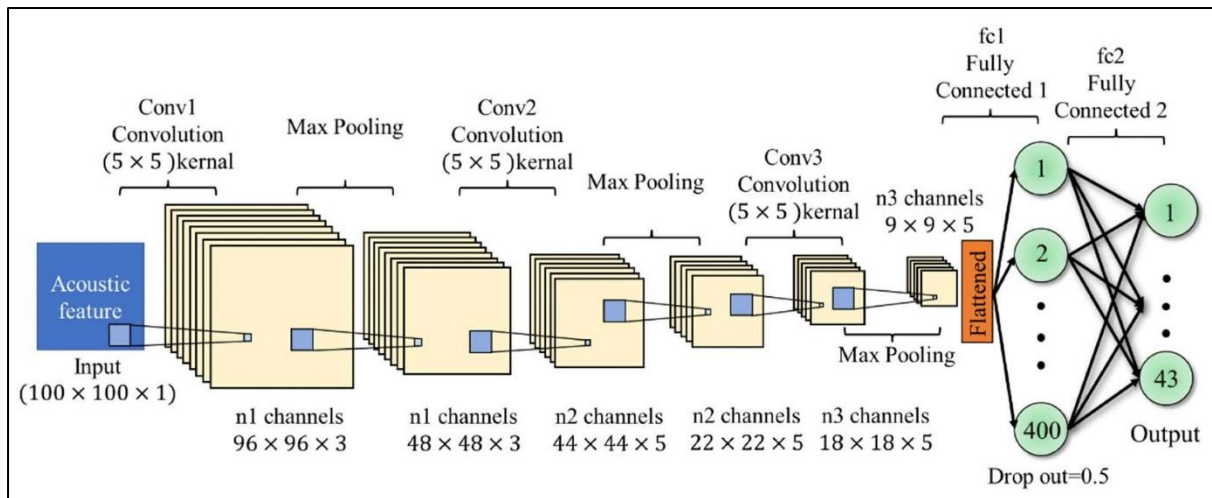 Acoustic
feature
Input
(100 × 100 × 1)
Conv1
Convolution
(5 × 5 )kernal
n1 channels
96 × 96 × 3
Max Pooling
n1 channels
48 × 48 × 3
Conv2
Convolution
(5 × 5 )kernal
n2 channels
44 × 44 × 5
Max Pooling
n2 channels
22 × 22 × 5
Conv3
Convolution
(5 × 5 )kernal
n3 channels
18 × 18 × 5
Max Pooling
n3 channels
9 × 9 × 5
Flattened
fc1
Fully
Connected 1
1
2
400
Drop out=0.5
fc2
Fully
Connected 2
1
43
Output